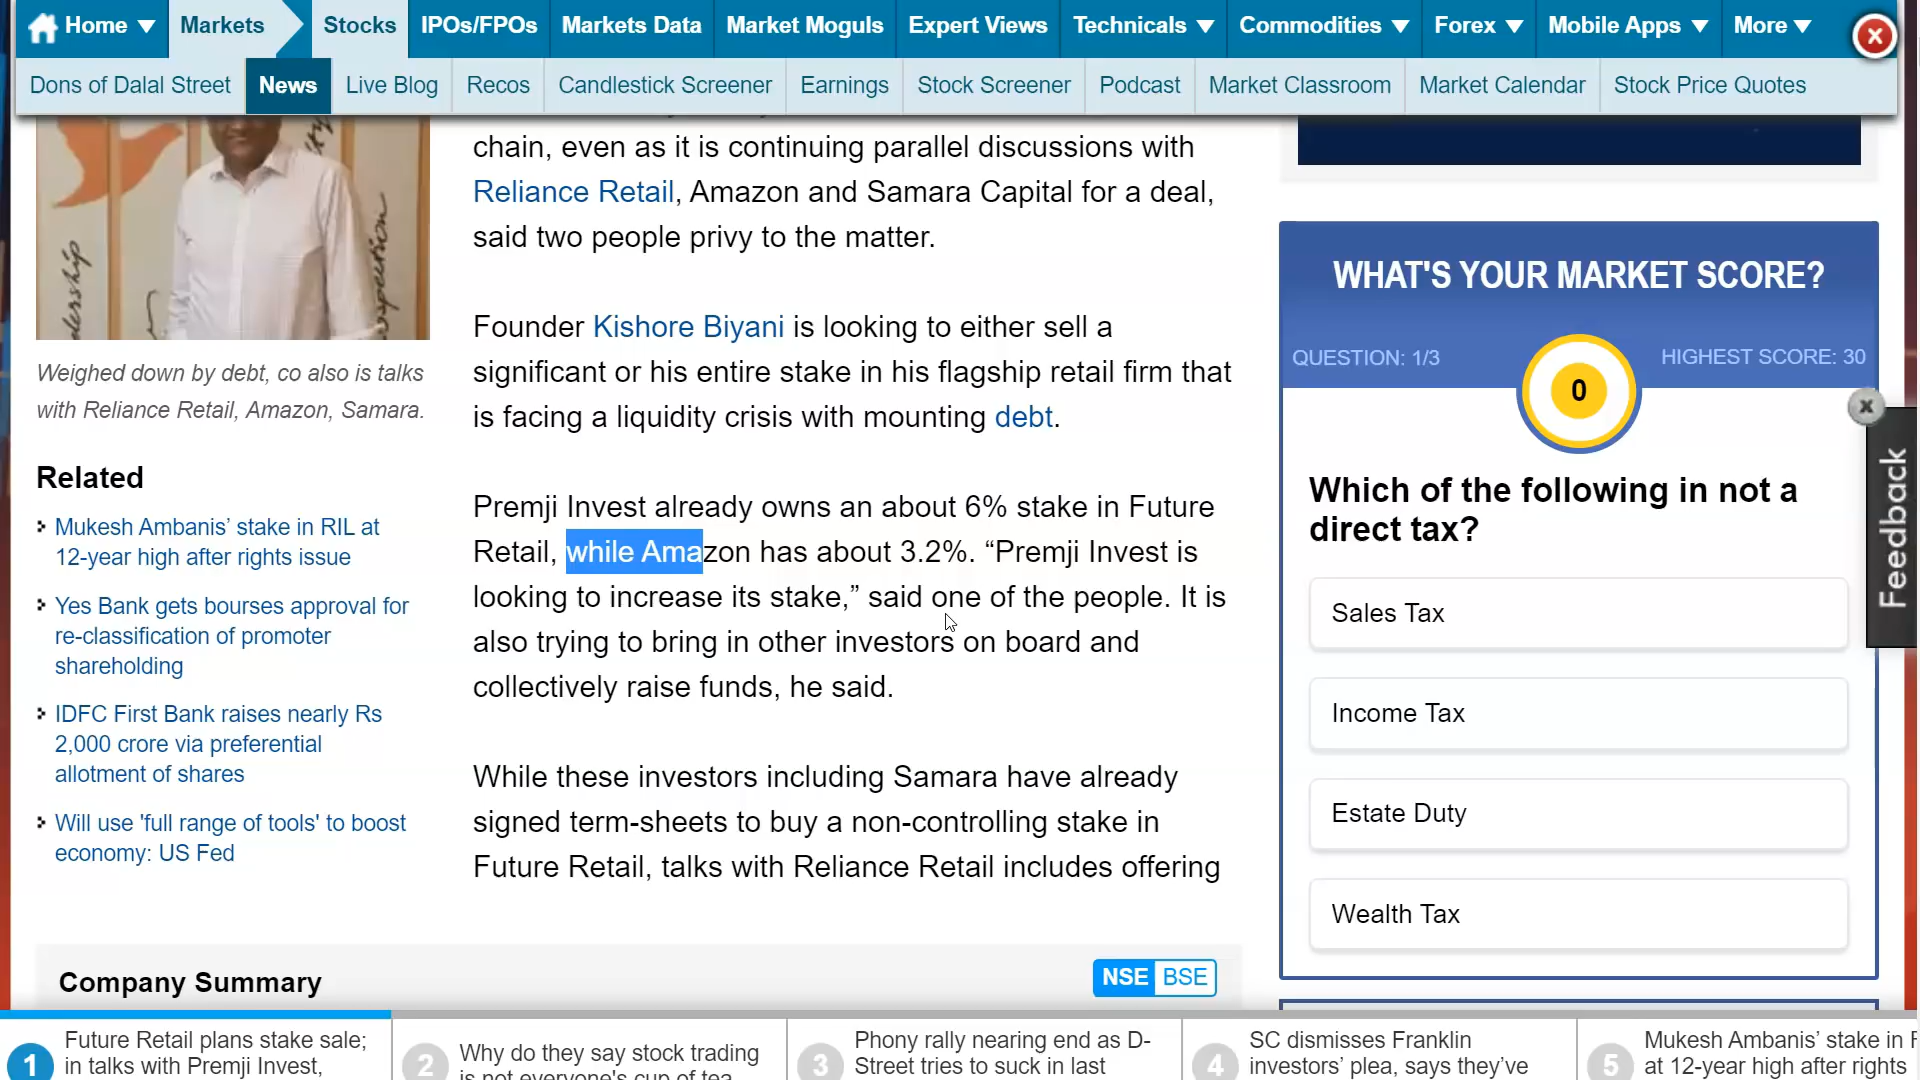 Home Markets Stocks IPOs/FPOs Markets Data Market Moguls Expert Views Technicals Commodities Forex Mobile Apps More
Dons of Dalal Street News Live Blog Recos Candlestick Screener Earnings Stock Screener Podcast Market Classroom Market Calendar Stock Price Quotes
chain, even as it is continuing parallel discussions with
Reliance Retail, Amazon and Samara Capital for a deal,
said two people privy to the matter.
Founder Kishore Biyani is looking to either sell a
significant or his entire stake in his flagship retail firm that
is facing a liquidity crisis with mounting debt.
Premji Invest already owns an about 6% stake in Future
Retail, while Amazon has about 3.2%. “Premji Invest is
looking to increase its stake,” said one of the people. It is
also trying to bring in other investors on board and
collectively raise funds, he said.
While these investors including Samara have already
signed term-sheets to buy a non-controlling stake in
Future Retail, talks with Reliance Retail includes offering
Weighed down by debt, co also is talks
with Reliance Retail, Amazon, Samara.
Related
Mukesh Ambanis’ stake in RIL at
12-year high after rights issue
Yes Bank gets bourses approval for
re-classification of promoter
shareholding
IDFC First Bank raises nearly Rs
2,000 crore via preferential
allotment of shares
Will use 'full range of tools' to boost
economy: US Fed
Company Summary
NSE BSE
WHAT'S YOUR MARKET SCORE?
QUESTION: 1/3
0
HIGHEST SCORE: 30
Which of the following in not a
direct tax?
Sales Tax
Income Tax
Estate Duty
Wealth Tax
Feedback
1 Future Retail plans stake sale;
in talks with Premji Invest,
2 Why do they say stock trading
is not everyone's cup of tea
3 Phony rally nearing end as D-
Street tries to suck in last
4 SC dismisses Franklin
investors’ plea, says they’ve
5 Mukesh Ambanis’ stake in
at 12-year high after rights